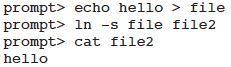 prompt> echo hello > file
prompt> ln -s file file2
prompt> cat file2
hello